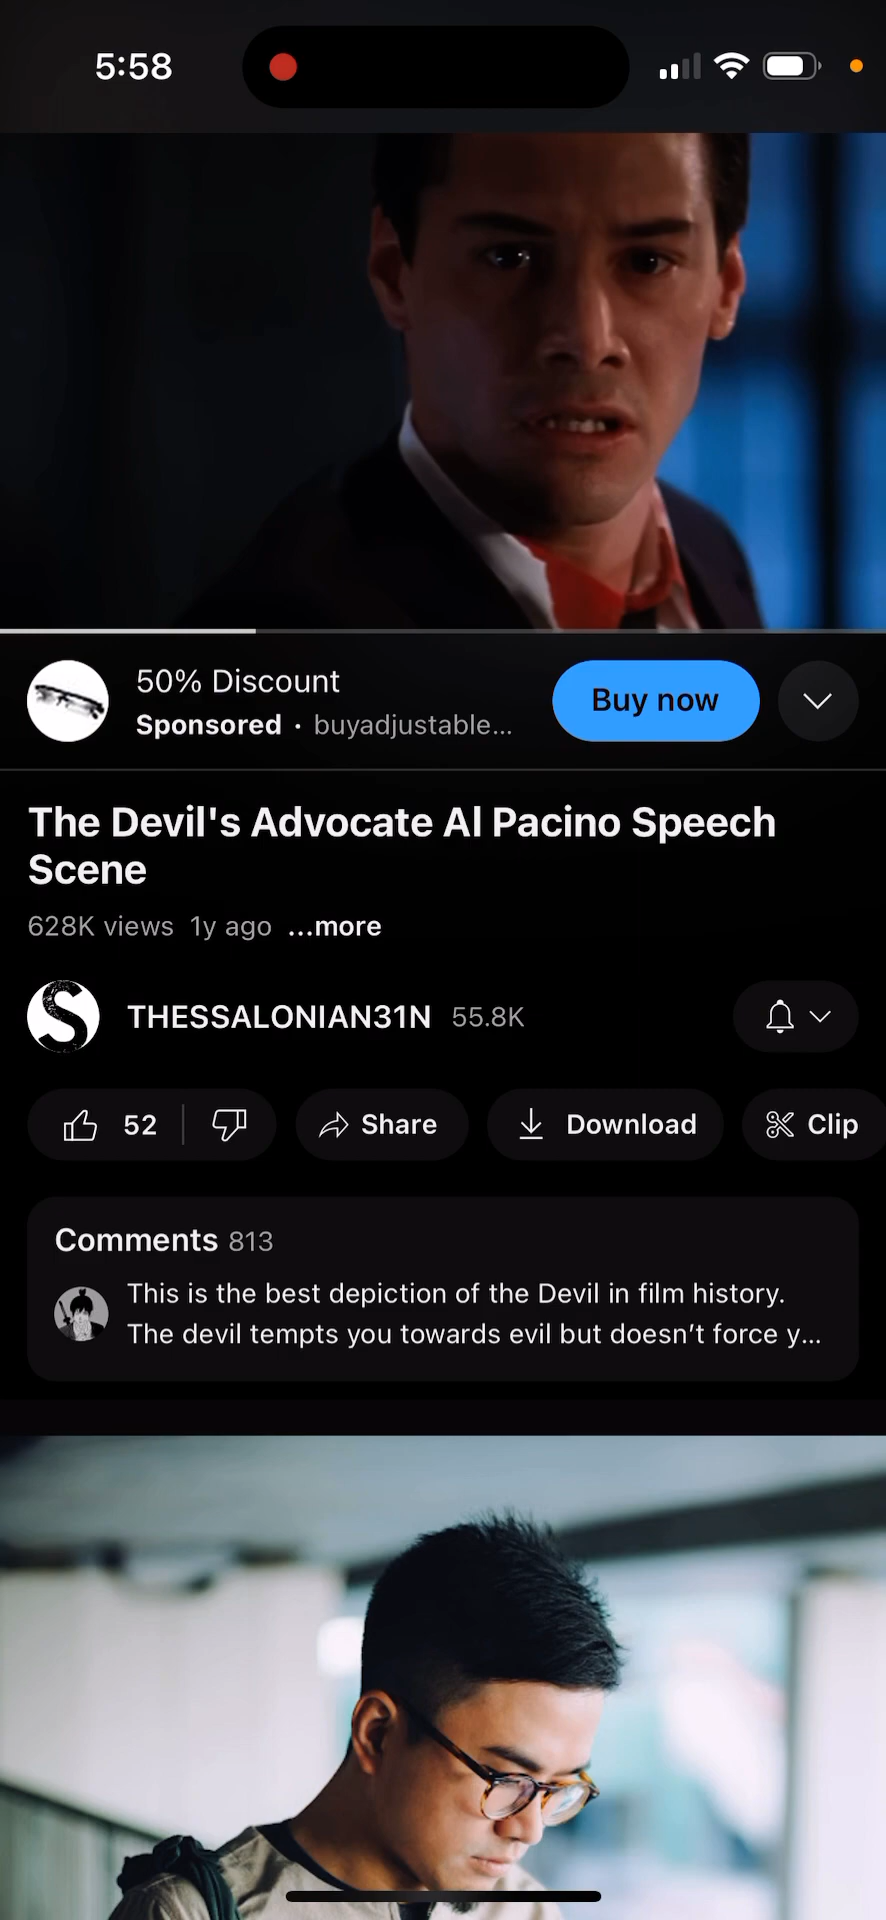 5:58
50% Discount
Buy now
Sponsored · buyadjustable...
The Devil's Advocate Al Pacino Speech
Scene
628K views 1y ago ...more
THESSALONIAN31N 55.8K
52
Share
Download
Clip
Comments 813
This is the best depiction of the Devil in film history.
The devil tempts you towards evil but doesn’t force y...